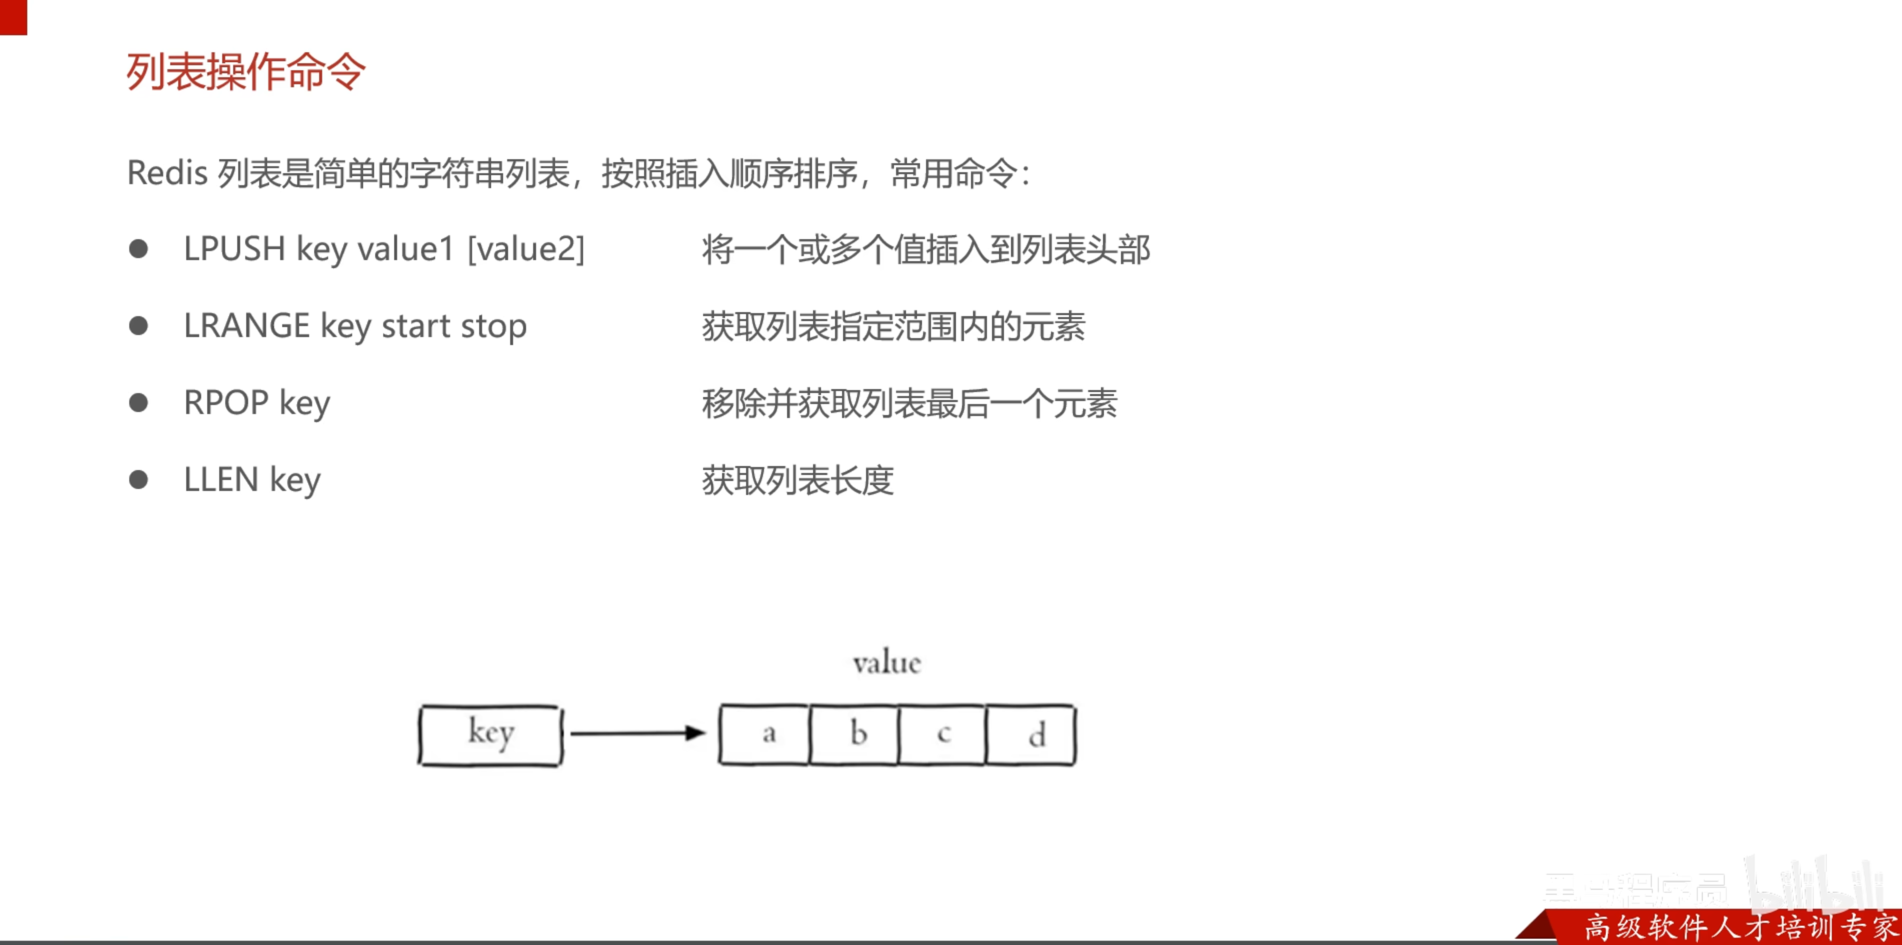 列表操作命令
Redis 列表是简单的字符串列表，按照插入顺序排序，常用命令：
● LPUSH key value1 [value2] 将一个或多个值插入到列表头部
● LRANGE key start stop 获取列表指定范围内的元素
● RPOP key 移除并获取列表最后一个元素
● LLEN key 获取列表长度
value
key a b c d
程序员 bilibili
高级软件人才培训专家